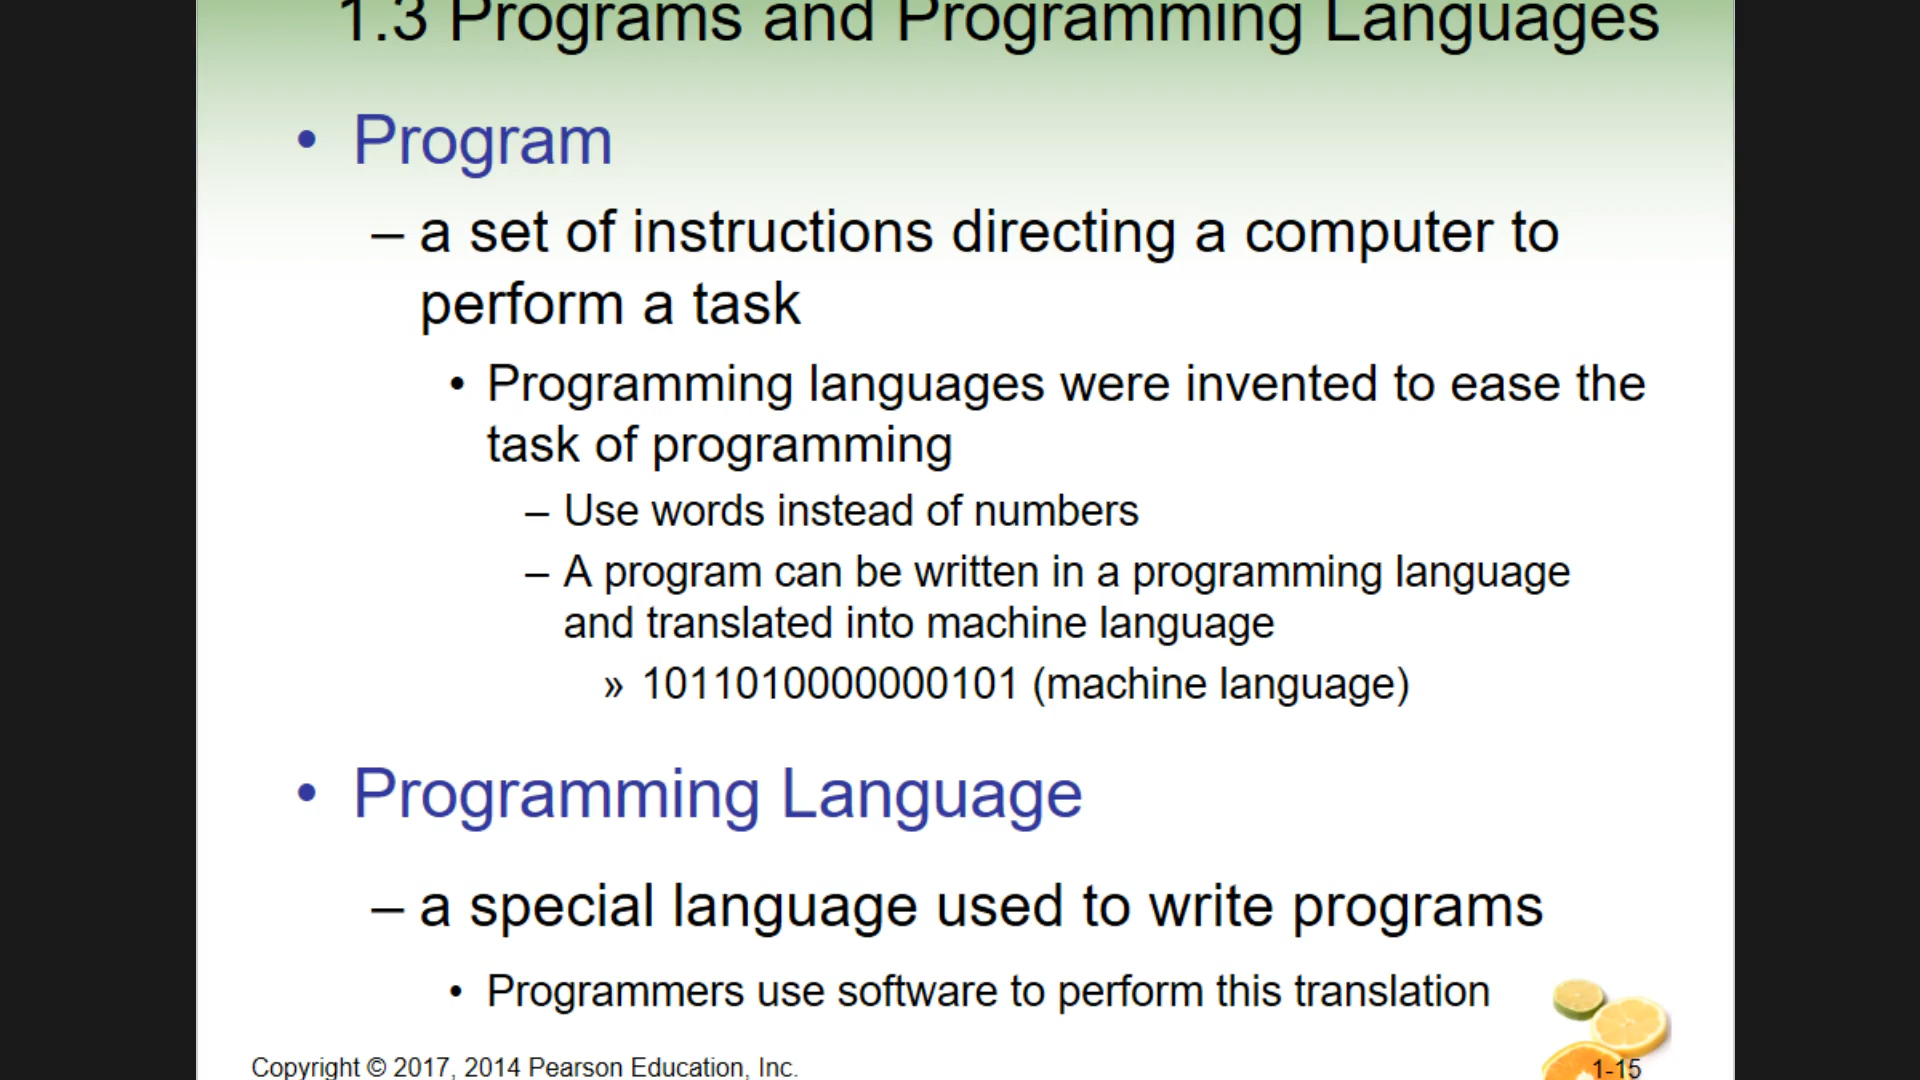 1.3 Programs and Programming Languages
• Program
– a set of instructions directing a computer to
perform a task
• Programming languages were invented to ease the
task of programming
– Use words instead of numbers
– A program can be written in a programming language
and translated into machine language
» 1011010000000101 (machine language)
• Programming Language
– a special language used to write programs
• Programmers use software to perform this translation
Copyright © 2017, 2014 Pearson Education, Inc.
1-15